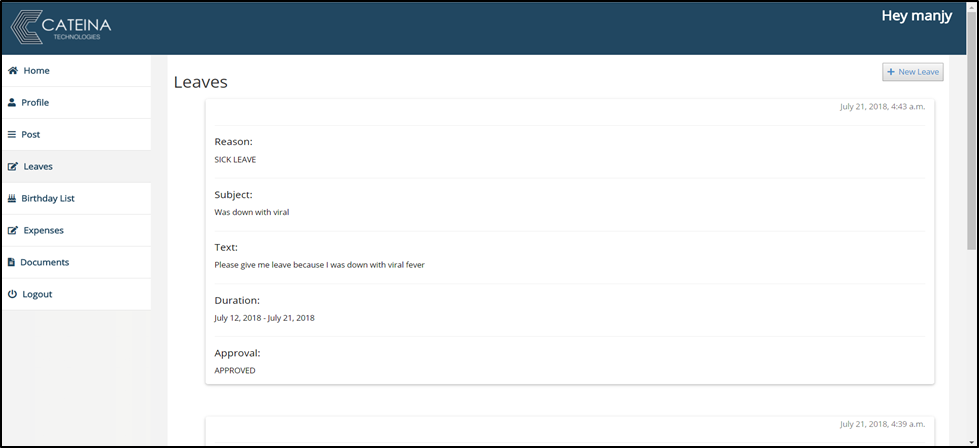 CATEINA
TECHNOLOGIES
Hey manjy
Home
Profile
Post
Leaves
Birthday List
Expenses
Documents
Logout
Leaves
+ New Leave
July 21, 2018, 4:43 a.m.
Reason:
SICK LEAVE
Subject:
Was down with viral
Text:
Please give me leave because I was down with viral fever
Duration:
July 12, 2018 - July 21, 2018
Approval:
APPROVED
July 21, 2018, 4:39 a.m.